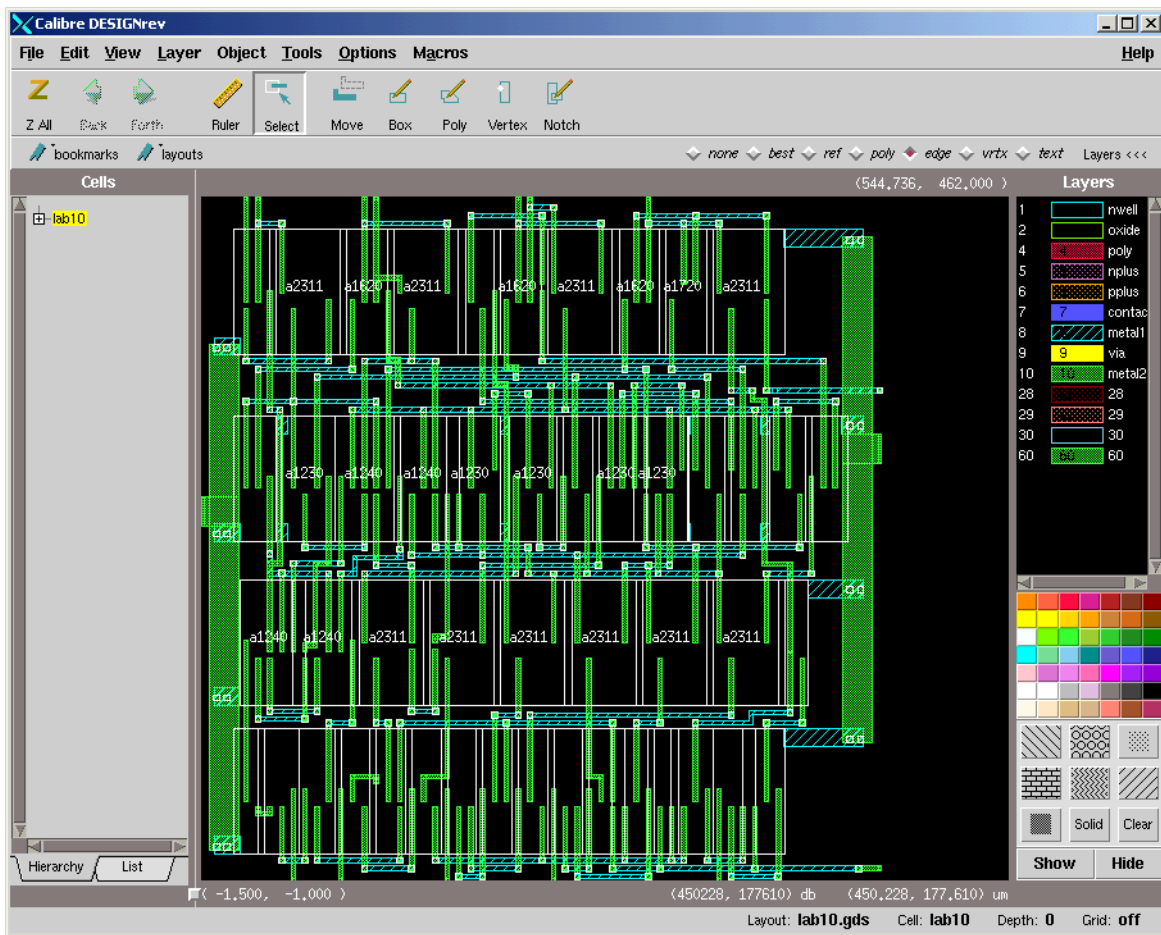 Calibre DESIGNrev
File Edit View Layer Object Tools Options Macros Help
Z All Back Forth Ruler Select Move Box Poly Vertex Notch
bookmarks layouts none best ref poly edge vrtx text Layers <<<
Cells (544.736, 462.000 ) Layers
lab10
1 nwell
2 oxide
4 4 poly
5 nplus
6 pplus
7 7 contac
8 metal1
9 9 via
10 10 metal2
28 28
29 29
30 30
60 60 60
a2311 a1620 a2311 a1620 a2311 a1620 a1720 a2311
a1230 a1240 a1240 a1230 a1230 a1230 a1230
a1240 a1240 a2311 a2311 a2311 a2311 a2311 a2311
Solid Clear
Show Hide
Hierarchy List
( -1.500, -1.000 ) (450228, 177610) db (450.228, 177.610) um
Layout: lab10.gds Cell: lab10 Depth: 0 Grid: off